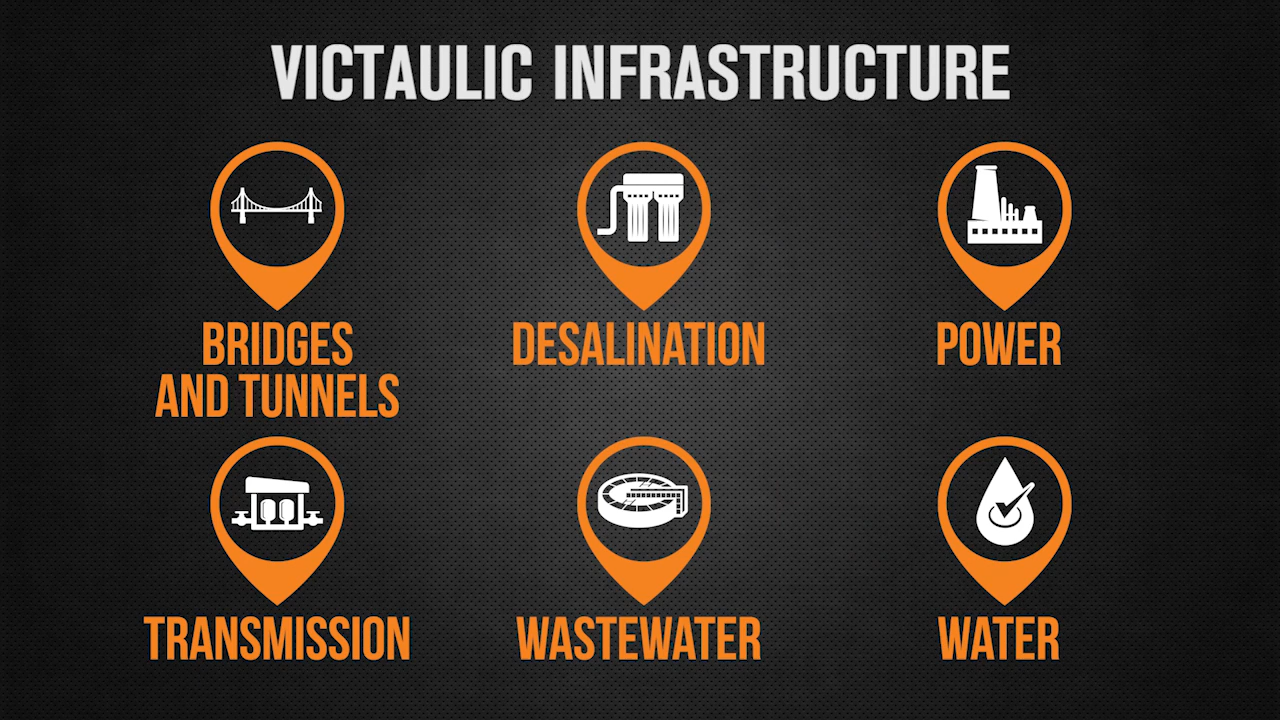 VICTAULIC INFRASTRUCTURE
BRIDGES
AND TUNNELS
DESALINATION
POWER
TRANSMISSION
WASTEWATER
WATER